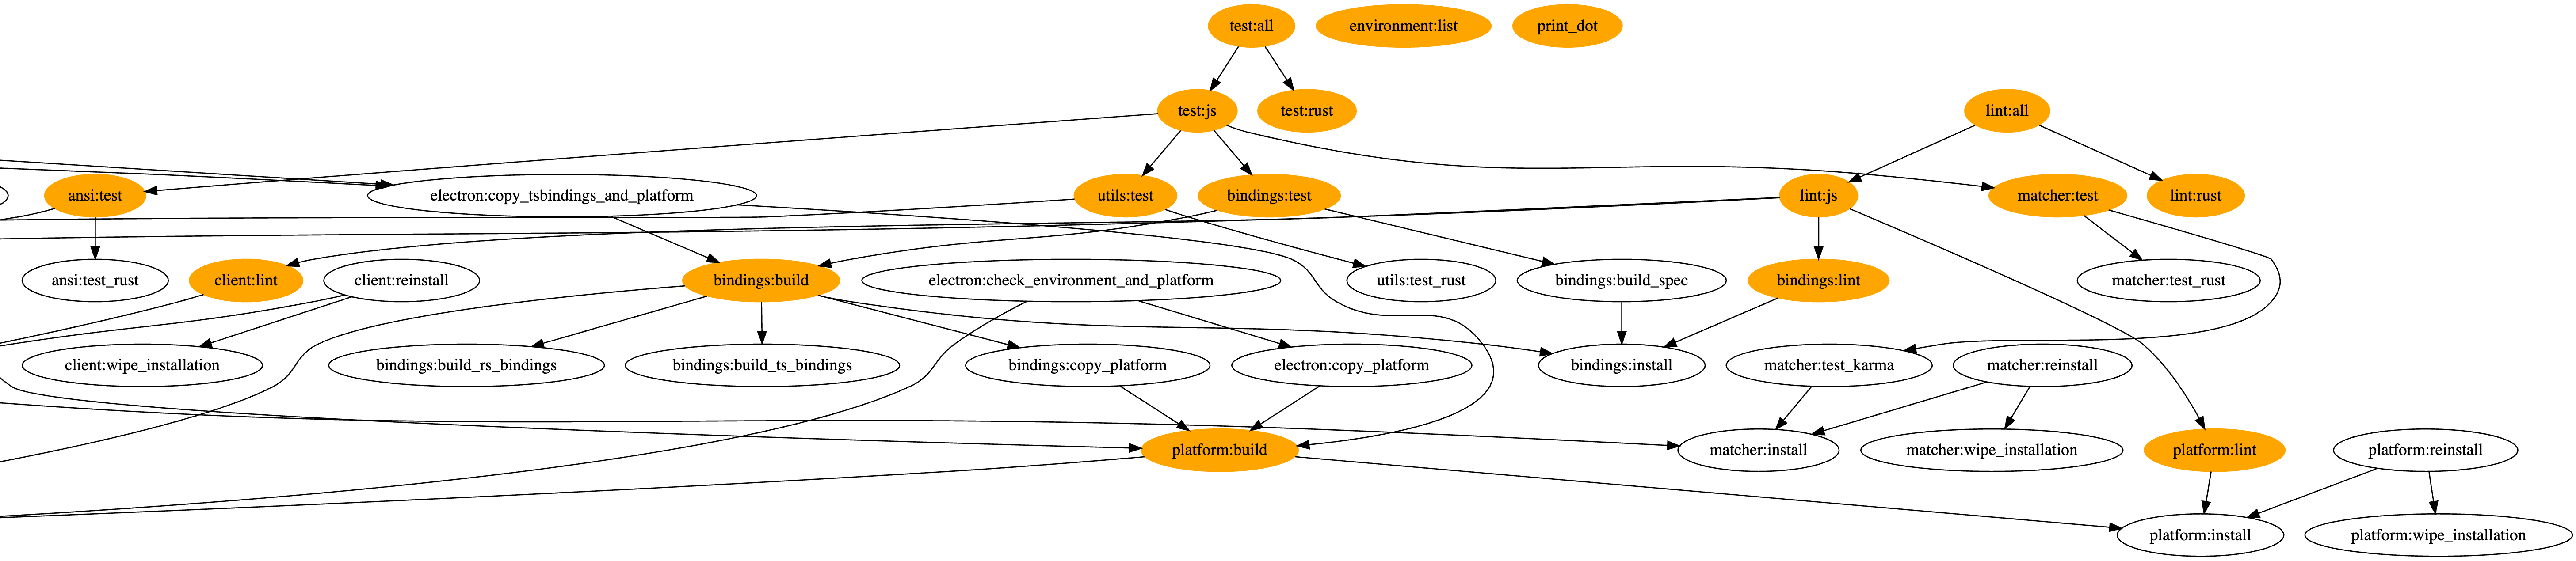 test:all
environment:list
print_dot
test:js
test:rust
lint:all
ansi:test
electron:copy_tsbindings_and_platform
utils:test
bindings:test
lint:js
matcher:test
lint:rust
ansi:test_rust
client:lint
client:reinstall
bindings:build
electron:check_environment_and_platform
utils:test_rust
bindings:build_spec
bindings:lint
matcher:test_rust
client:wipe_installation
bindings:build_rs_bindings
bindings:build_ts_bindings
bindings:copy_platform
electron:copy_platform
bindings:install
matcher:test_karma
matcher:reinstall
platform:build
matcher:install
matcher:wipe_installation
platform:lint
platform:reinstall
platform:install
platform:wipe_installation